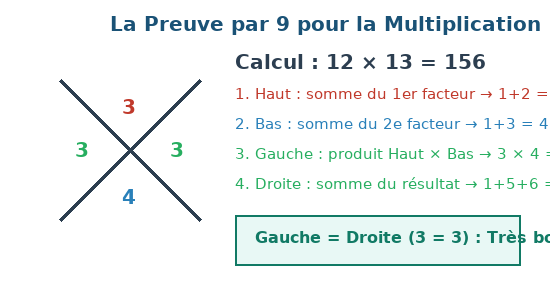 La Preuve par 9 pour la Multiplication
Calcul : 12 × 13 = 156
3
1. Haut : somme du 1er facteur → 1+2 =
2. Bas : somme du 2e facteur → 1+3 = 4
3 3
3. Gauche : produit Haut × Bas → 3 × 4 =
4. Droite : somme du résultat → 1+5+6 =
4
Gauche = Droite (3 = 3) : Très bo